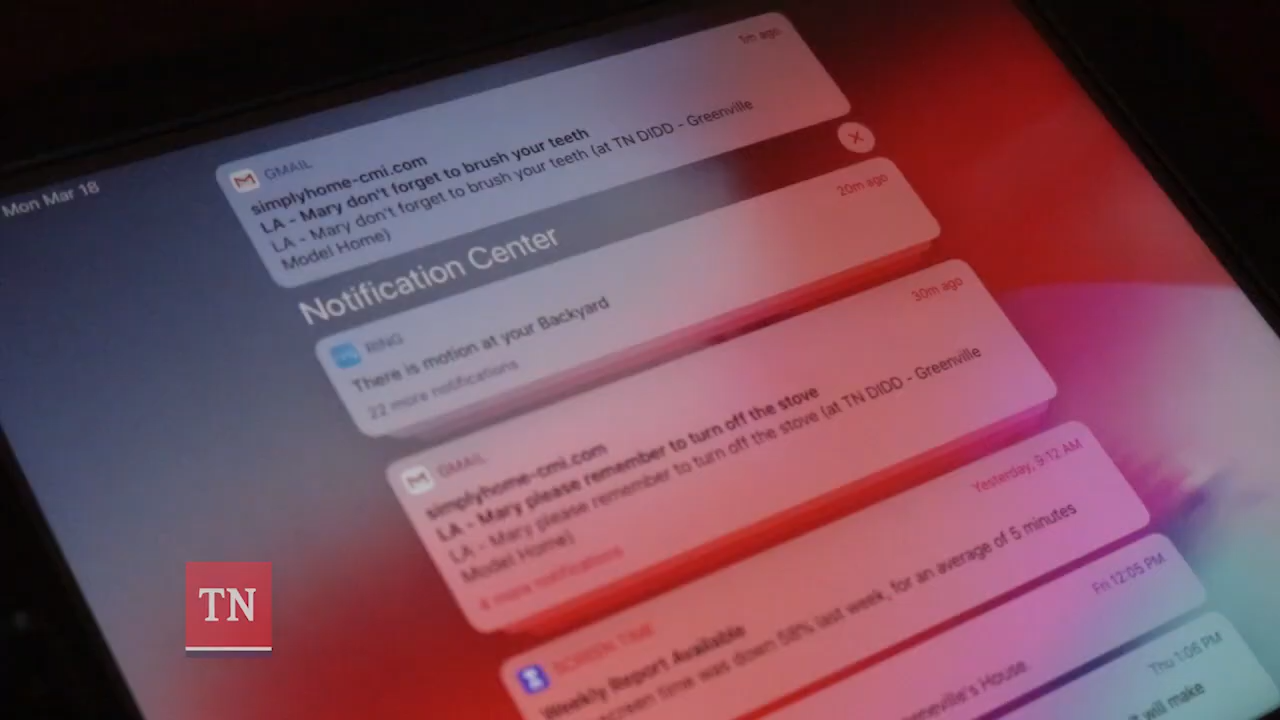 Mon Mar 18
GMAIL
1m ago
simplyhome-cmi.com
LA - Mary don't forget to brush your teeth
LA - Mary don't forget to brush your teeth (at TN DIDD - Greenville
Model Home)
Notification Center
RING
20m ago
There is motion at your Backyard
22 more notifications
GMAIL
30m ago
simplyhome-cmi.com
LA - Mary please remember to turn off the stove
LA - Mary please remember to turn off the stove (at TN DIDD - Greenville
Model Home)
more notifications
SCREEN TIME
Yesterday, 9:12 AM
Weekly Report Available
screen time was down 58% last week, for an average of 5 minutes
Fri 12:05 PM
House
Thu 1:06 PM
will make
TN